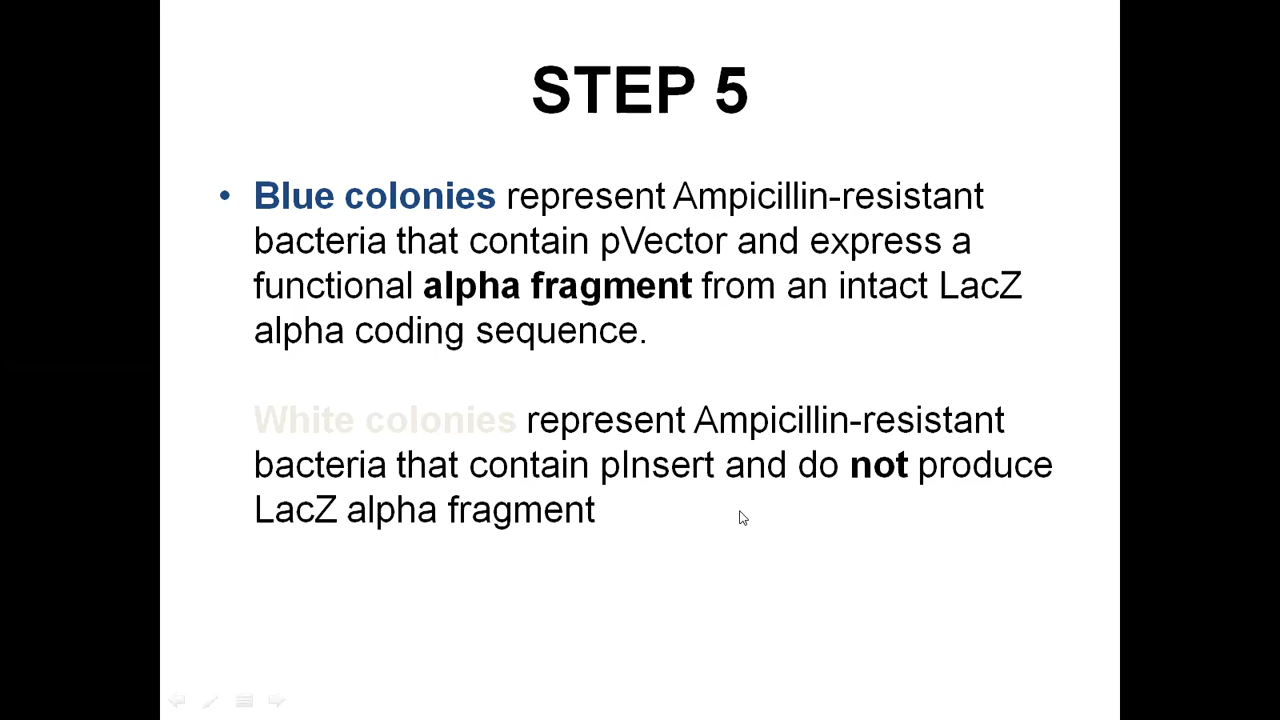 STEP 5
• Blue colonies represent Ampicillin-resistant
bacteria that contain pVector and express a
functional alpha fragment from an intact LacZ
alpha coding sequence.
White colonies represent Ampicillin-resistant
bacteria that contain pInsert and do not produce
LacZ alpha fragment